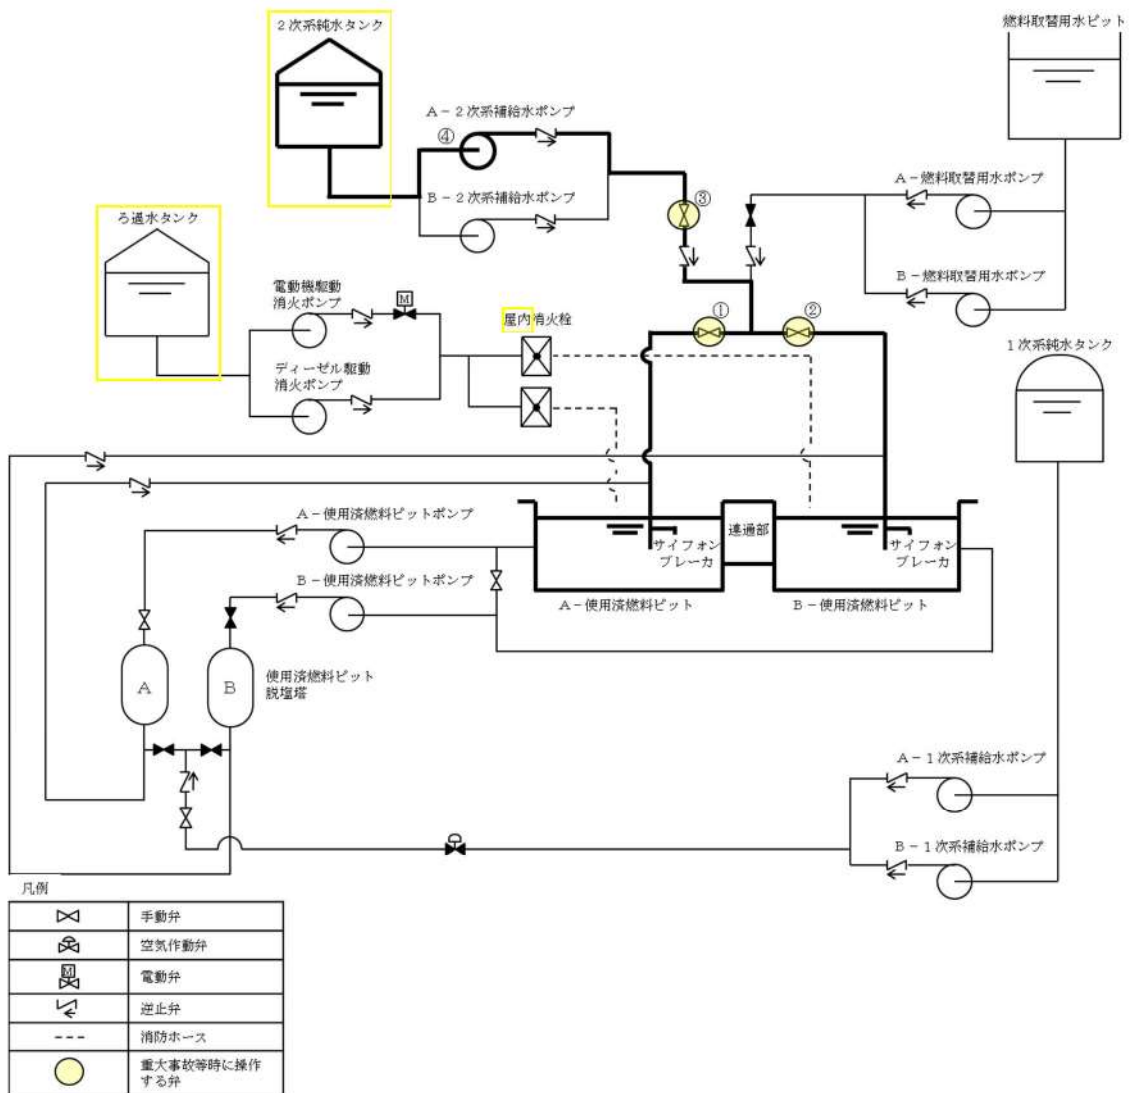 2次系純水タンク
燃料取替用水ピット
A-2次系補給水ポンプ
④
B-2次系補給水ポンプ
③
A-燃料取替用水ポンプ
B-燃料取替用水ポンプ
ろ過水タンク
電動機駆動
消火ポンプ
M
屋内消火栓
①
②
1次系純水タンク
ディーゼル駆動
消火ポンプ
A-使用済燃料ピットポンプ
連通部
サイフォン
ブレーカ
サイフォン
ブレーカ
B-使用済燃料ピットポンプ
A-使用済燃料ピット
B-使用済燃料ピット
A
B
使用済燃料ピット
脱塩塔
A-1次系補給水ポンプ
B-1次系補給水ポンプ
凡例
手動弁
空気作動弁
M
電動弁
逆止弁
消防ホース
重大事故等時に操作
する弁